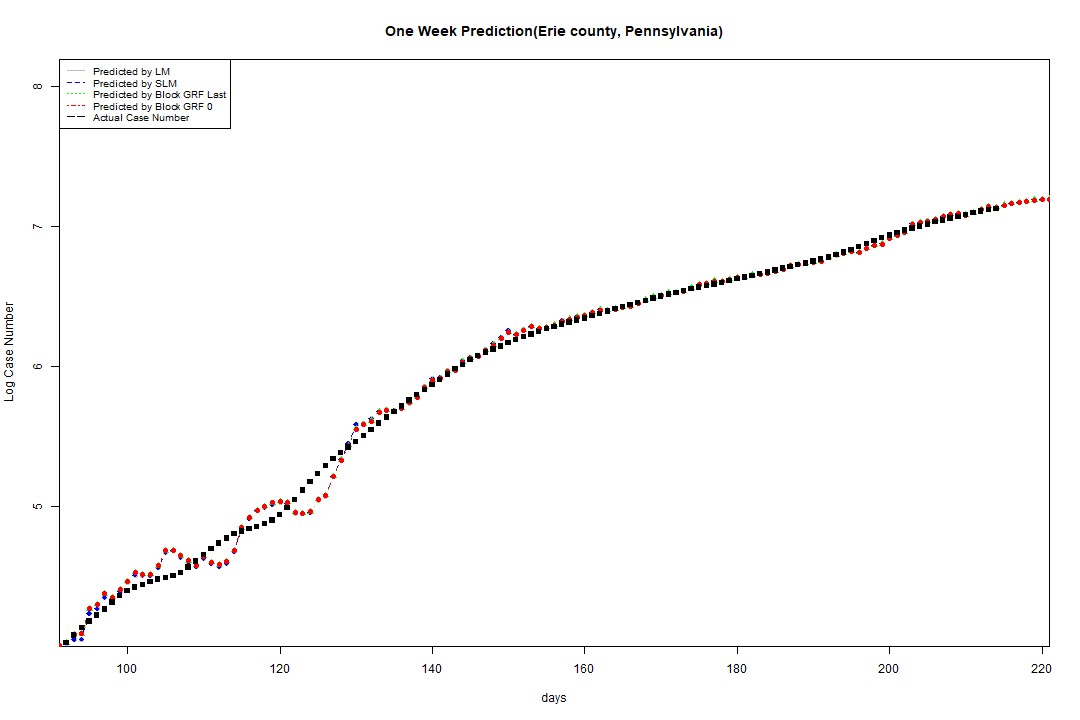 One Week Prediction(Erie county, Pennsylvania)
Predicted by LM
Predicted by SLM
Predicted by Block GRF Last
Predicted by Block GRF 0
Actual Case Number
8
7
6
5
Log Case Number
100 120 140 160 180 200 220
days